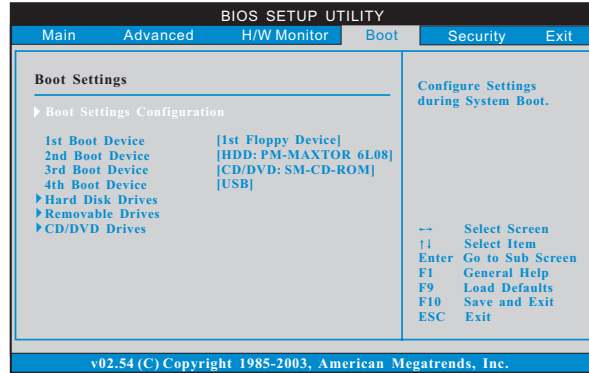 BIOS SETUP UTILITY
Main Advanced H/W Monitor Boot Security Exit
Boot Settings
Boot Settings Configuration
1st Boot Device [1st Floppy Device]
2nd Boot Device [HDD: PM-MAXTOR 6L08]
3rd Boot Device [CD/DVD: SM-CD-ROM]
4th Boot Device [USB]
Hard Disk Drives
Removable Drives
CD/DVD Drives
Configure Settings
during System Boot.
←→ Select Screen
↑↓ Select Item
Enter Go to Sub Screen
F1 General Help
F9 Load Defaults
F10 Save and Exit
ESC Exit
v02.54 (C) Copyright 1985-2003, American Megatrends, Inc.